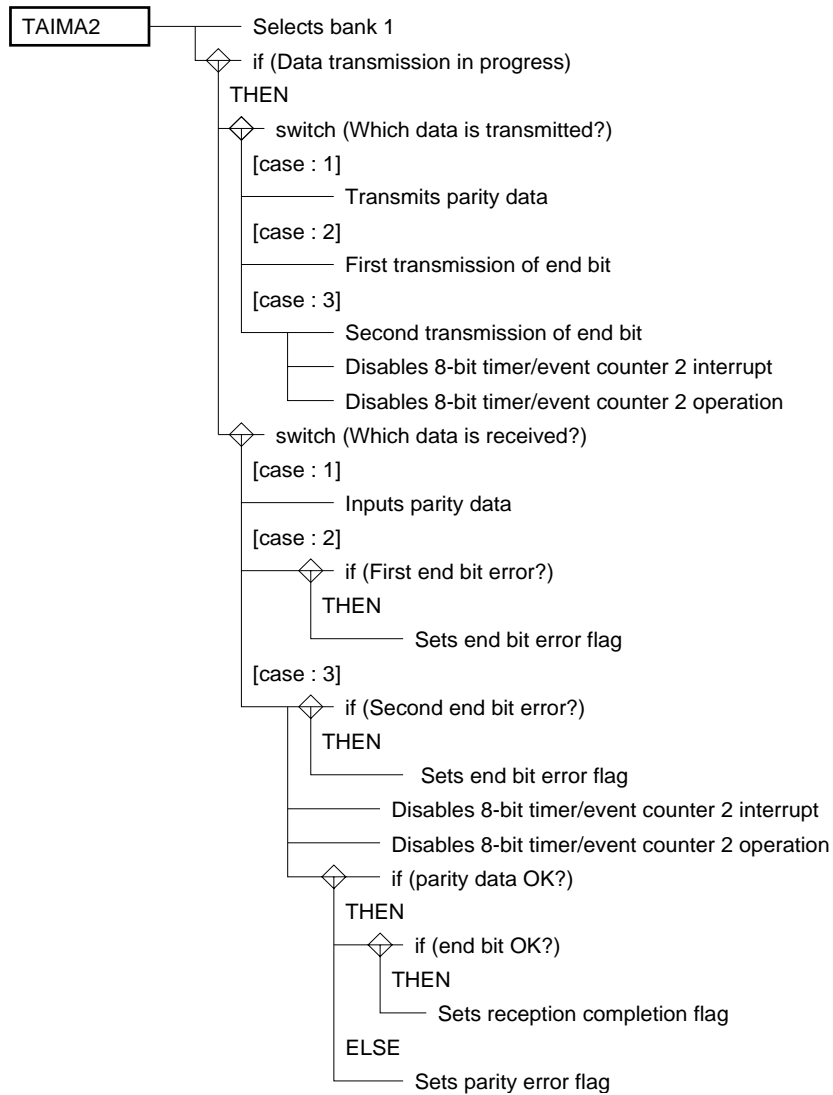 TAIMA2 Selects bank 1
if (Data transmission in progress)
THEN
switch (Which data is transmitted?)
[case : 1]
Transmits parity data
[case : 2]
First transmission of end bit
[case : 3]
Second transmission of end bit
Disables 8-bit timer/event counter 2 interrupt
Disables 8-bit timer/event counter 2 operation
switch (Which data is received?)
[case : 1]
Inputs parity data
[case : 2]
if (First end bit error?)
THEN
Sets end bit error flag
[case : 3]
if (Second end bit error?)
THEN
Sets end bit error flag
Disables 8-bit timer/event counter 2 interrupt
Disables 8-bit timer/event counter 2 operation
if (parity data OK?)
THEN
if (end bit OK?)
THEN
Sets reception completion flag
ELSE
Sets parity error flag